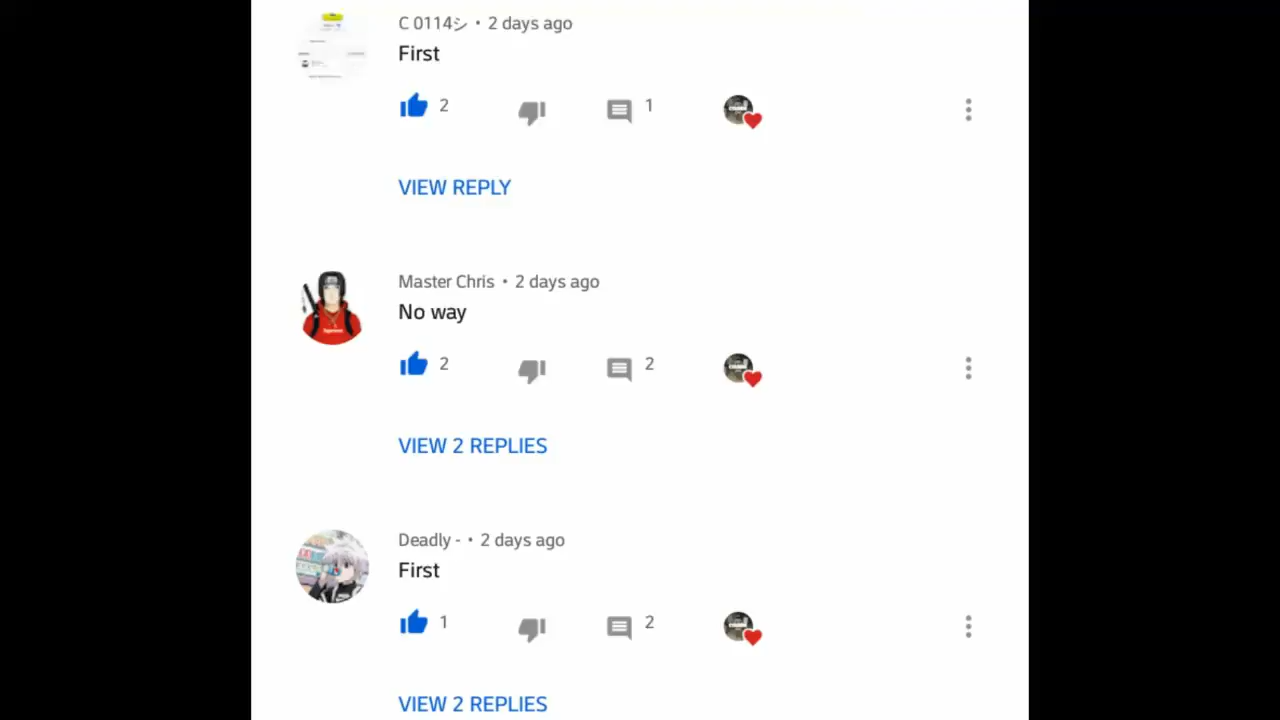 C 0114シ • 2 days ago
First
2
1
VIEW REPLY
Master Chris • 2 days ago
No way
2
2
VIEW 2 REPLIES
Deadly - • 2 days ago
First
1
2
VIEW 2 REPLIES